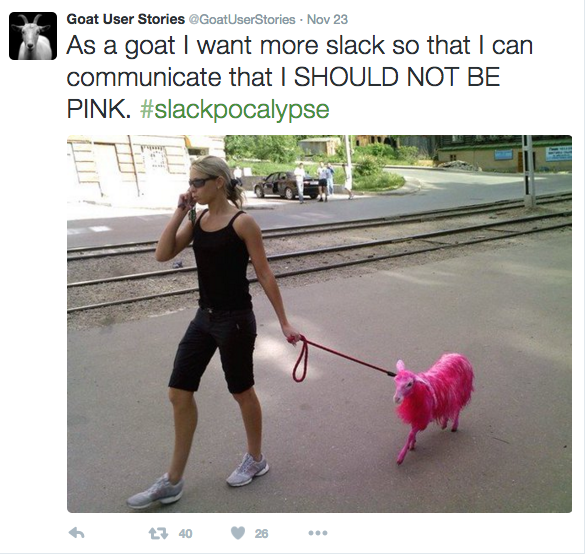 Goat User Stories @GoatUserStories · Nov 23
As a goat I want more slack so that I can
communicate that I SHOULD NOT BE
PINK. #slackpocalypse
40 26